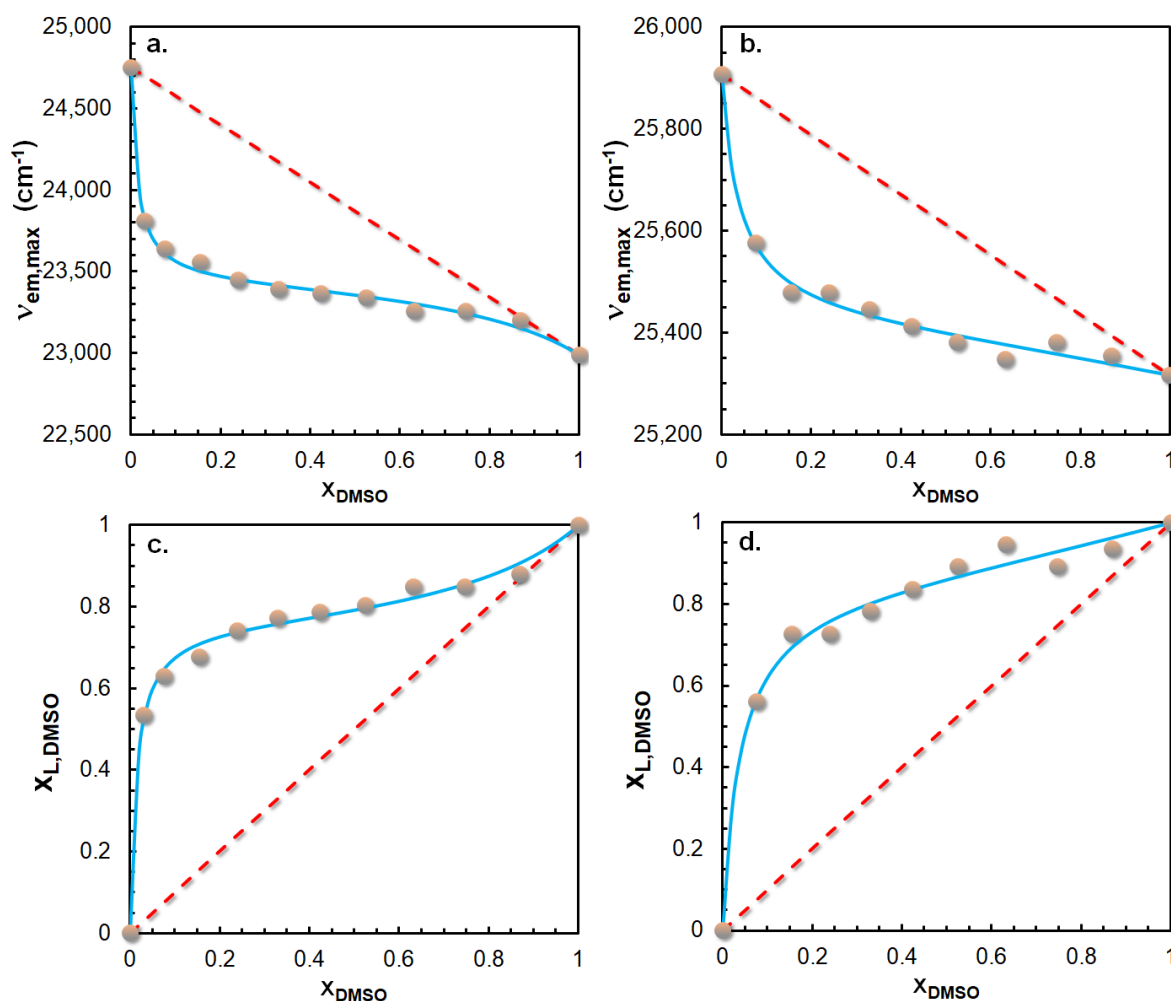 a.
25,000
24,500
24,000
23,500
23,000
22,500
νem,max (cm-1)
0 0.2 0.4 0.6 0.8 1
xDMSO
b.
26,000
25,800
25,600
25,400
25,200
νem,max (cm-1)
0 0.2 0.4 0.6 0.8 1
xDMSO
c.
1
0.8
0.6
0.4
0.2
0
xL,DMSO
0 0.2 0.4 0.6 0.8 1
xDMSO
d.
1
0.8
0.6
0.4
0.2
0
xL,DMSO
0 0.2 0.4 0.6 0.8 1
xDMSO